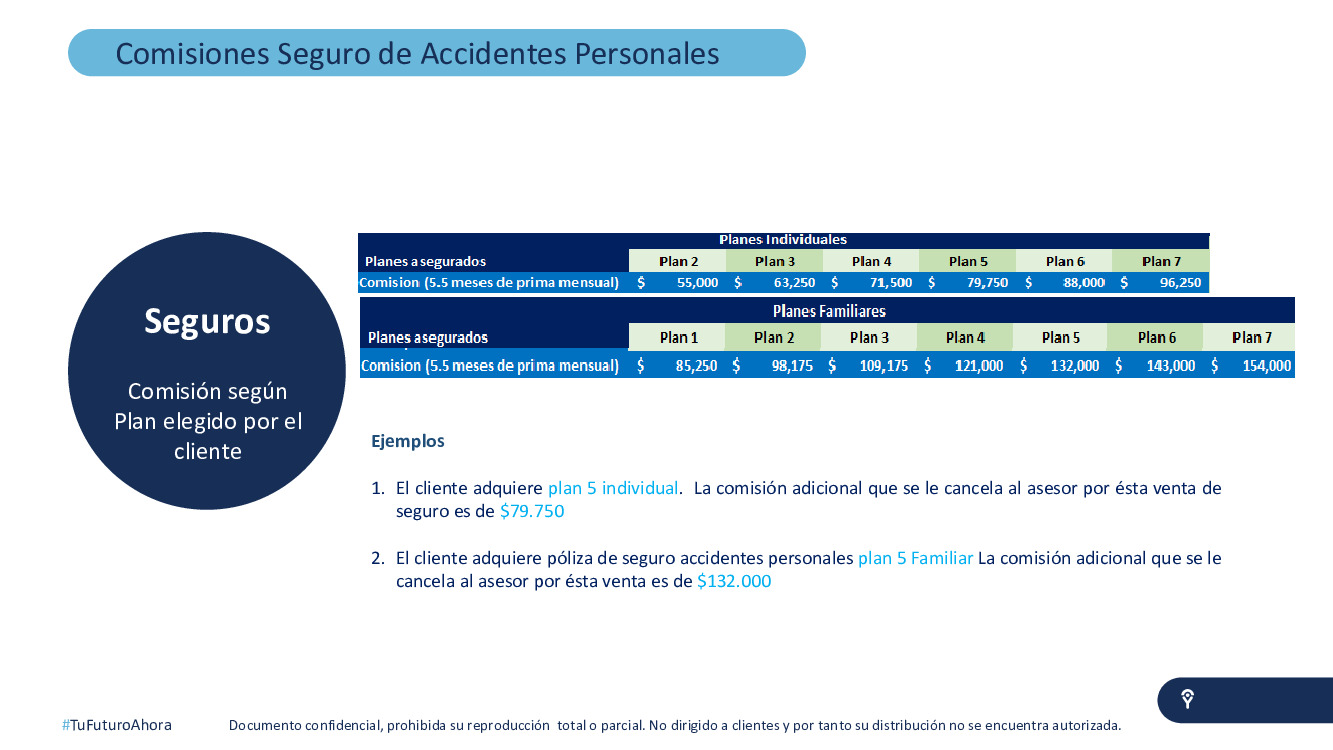 Comisiones Seguro de Accidentes Personales
Seguros
Comisión según
Plan elegido por el
cliente
Planes Individuales
Planes asegurados Plan 2 Plan 3 Plan 4 Plan 5 Plan 6 Plan 7
Comision (5.5 meses de prima mensual) $ 55,000 $ 63,250 $ 71,500 $ 79,750 $ 88,000 $ 96,250
Planes Familiares
Planes asegurados Plan 1 Plan 2 Plan 3 Plan 4 Plan 5 Plan 6 Plan 7
Comision (5.5 meses de prima mensual) $ 85,250 $ 98,175 $ 109,175 $ 121,000 $ 132,000 $ 143,000 $ 154,000
Ejemplos
1. El cliente adquiere plan 5 individual. La comisión adicional que se le cancela al asesor por ésta venta de
seguro es de $79.750
2. El cliente adquiere póliza de seguro accidentes personales plan 5 Familiar La comisión adicional que se le
cancela al asesor por ésta venta es de $132.000
#TuFuturoAhora
Documento confidencial, prohibida su reproducción total o parcial. No dirigido a clientes y por tanto su distribución no se encuentra autorizada.